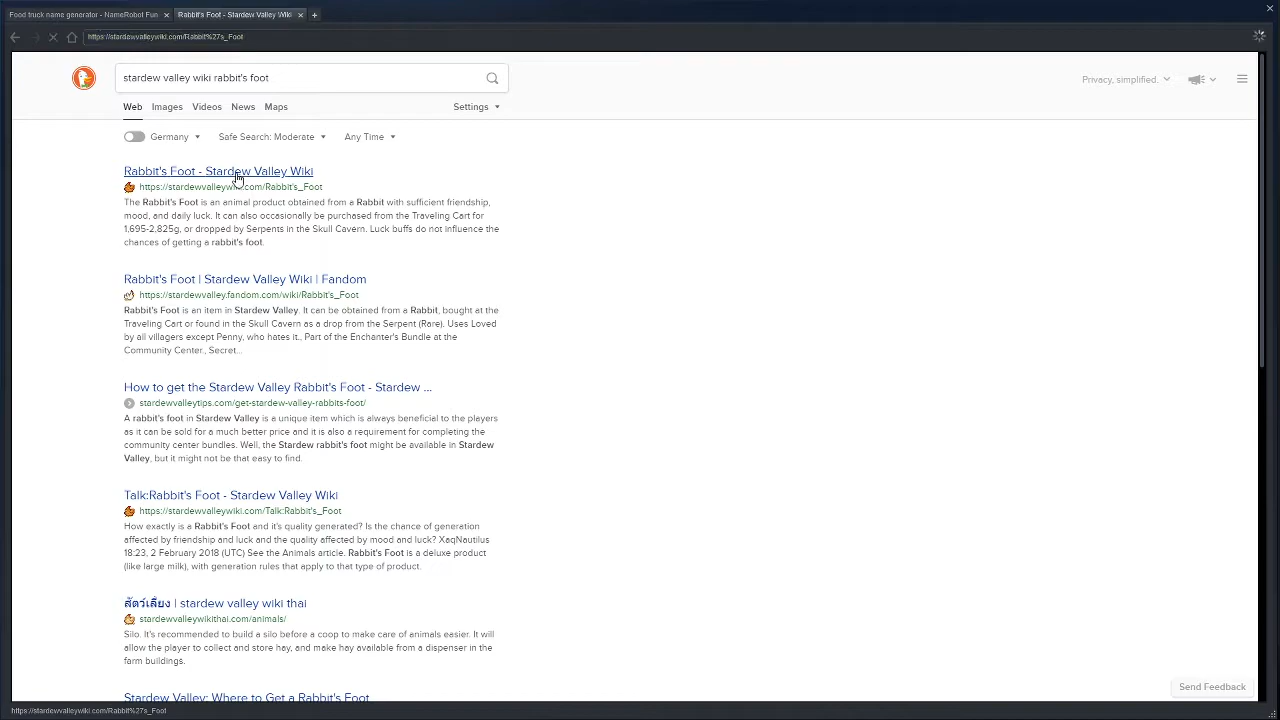 Food truck name generator - NameRobot Fun
Rabbit's Foot - Stardew Valley Wiki
https://stardewvalleywiki.com/Rabbit%27s_Foot
stardew valley wiki rabbit's foot
Privacy, simplified.
Web Images Videos News Maps Settings
Germany Safe Search: Moderate Any Time
Rabbit's Foot - Stardew Valley Wiki
https://stardewvalleywiki.com/Rabbit's_Foot
The Rabbit's Foot is an animal product obtained from a Rabbit with sufficient friendship,
mood, and daily luck. It can also occasionally be purchased from the Traveling Cart for
1,695-2,825g, or dropped by Serpents in the Skull Cavern. Luck buffs do not influence the
chances of getting a rabbit's foot.
Rabbit's Foot | Stardew Valley Wiki | Fandom
https://stardewvalley.fandom.com/wiki/Rabbit's_Foot
Rabbit's Foot is an item in Stardew Valley. It can be obtained from a Rabbit, bought at the
Traveling Cart or found in the Skull Cavern as a drop from the Serpent (Rare). Uses Loved
by all villagers except Penny, who hates it., Part of the Enchanter's Bundle at the
Community Center., Secret...
How to get the Stardew Valley Rabbit's Foot - Stardew ...
stardewvalleytips.com/get-stardew-valley-rabbits-foot/
A rabbit's foot in Stardew Valley is a unique item which is always beneficial to the players
as it can be sold for a much better price and it is also a requirement for completing the
community center bundles. Well, the Stardew rabbit's foot might be available in Stardew
Valley, but it might not be that easy to find.
Talk:Rabbit's Foot - Stardew Valley Wiki
https://stardewvalleywiki.com/Talk:Rabbit's_Foot
How exactly is a Rabbit's Foot and it's quality generated? Is the chance of generation
affected by friendship and luck and the quality affected by mood and luck? XaqNautilus
18:23, 2 February 2018 (UTC) See the Animals article. Rabbit's Foot is a deluxe product
(like large milk), with generation rules that apply to that type of product.
สัตว์เลี้ยง | stardew valley wiki thai
stardewvalleywikithai.com/animals/
Silo. It's recommended to build a silo before a coop to make care of animals easier. It will
allow the player to collect and store hay, and make hay available from a dispenser in the
farm buildings.
Stardew Valley: Where to Get a Rabbit's Foot
Send Feedback
https://stardewvalleywiki.com/Rabbit's_Foot